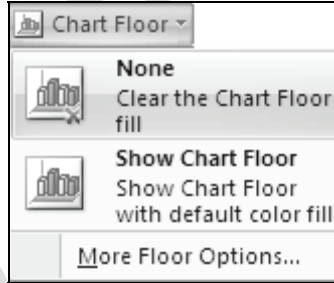 Chart Floor
None
Clear the Chart Floor
fill
Show Chart Floor
Show Chart Floor
with default color fill
More Floor Options...